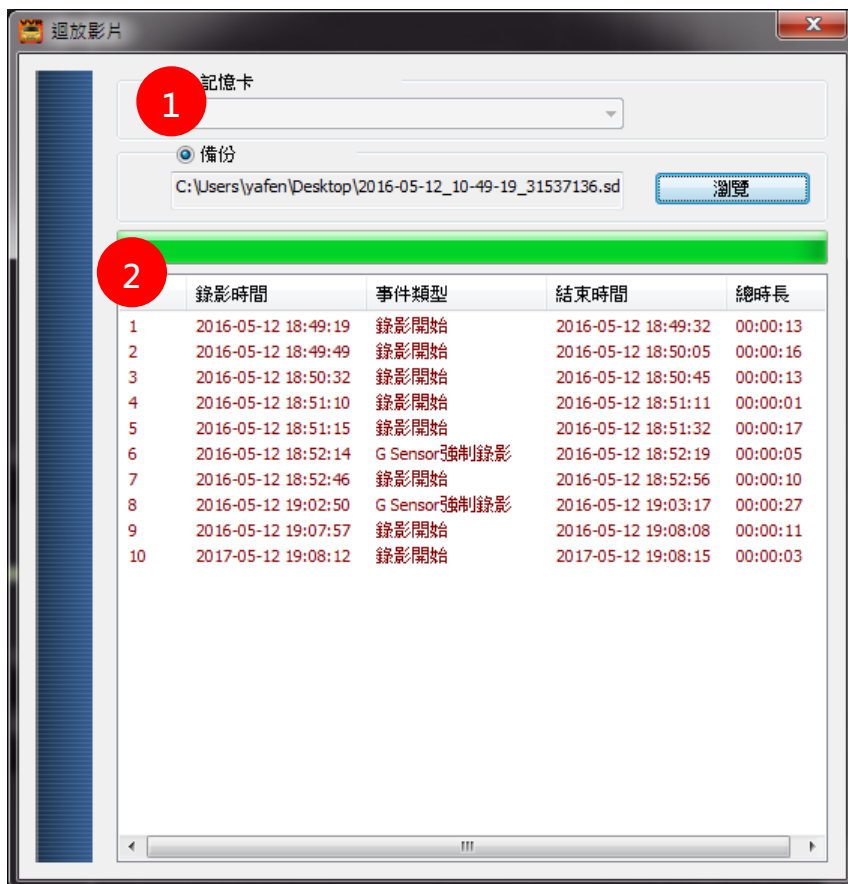 迴放影片
記憶卡
1
備份
C:\Users\yafen\Desktop\2016-05-12_10-49-19_31537136.sd 瀏覽
2
錄影時間 事件類型 結束時間 總時長
1 2016-05-12 18:49:19 錄影開始 2016-05-12 18:49:32 00:00:13
2 2016-05-12 18:49:49 錄影開始 2016-05-12 18:50:05 00:00:16
3 2016-05-12 18:50:32 錄影開始 2016-05-12 18:50:45 00:00:13
4 2016-05-12 18:51:10 錄影開始 2016-05-12 18:51:11 00:00:01
5 2016-05-12 18:51:15 錄影開始 2016-05-12 18:51:32 00:00:17
6 2016-05-12 18:52:14 G Sensor強制錄影 2016-05-12 18:52:19 00:00:05
7 2016-05-12 18:52:46 錄影開始 2016-05-12 18:52:56 00:00:10
8 2016-05-12 19:02:50 G Sensor強制錄影 2016-05-12 19:03:17 00:00:27
9 2016-05-12 19:07:57 錄影開始 2016-05-12 19:08:08 00:00:11
10 2017-05-12 19:08:12 錄影開始 2017-05-12 19:08:15 00:00:03